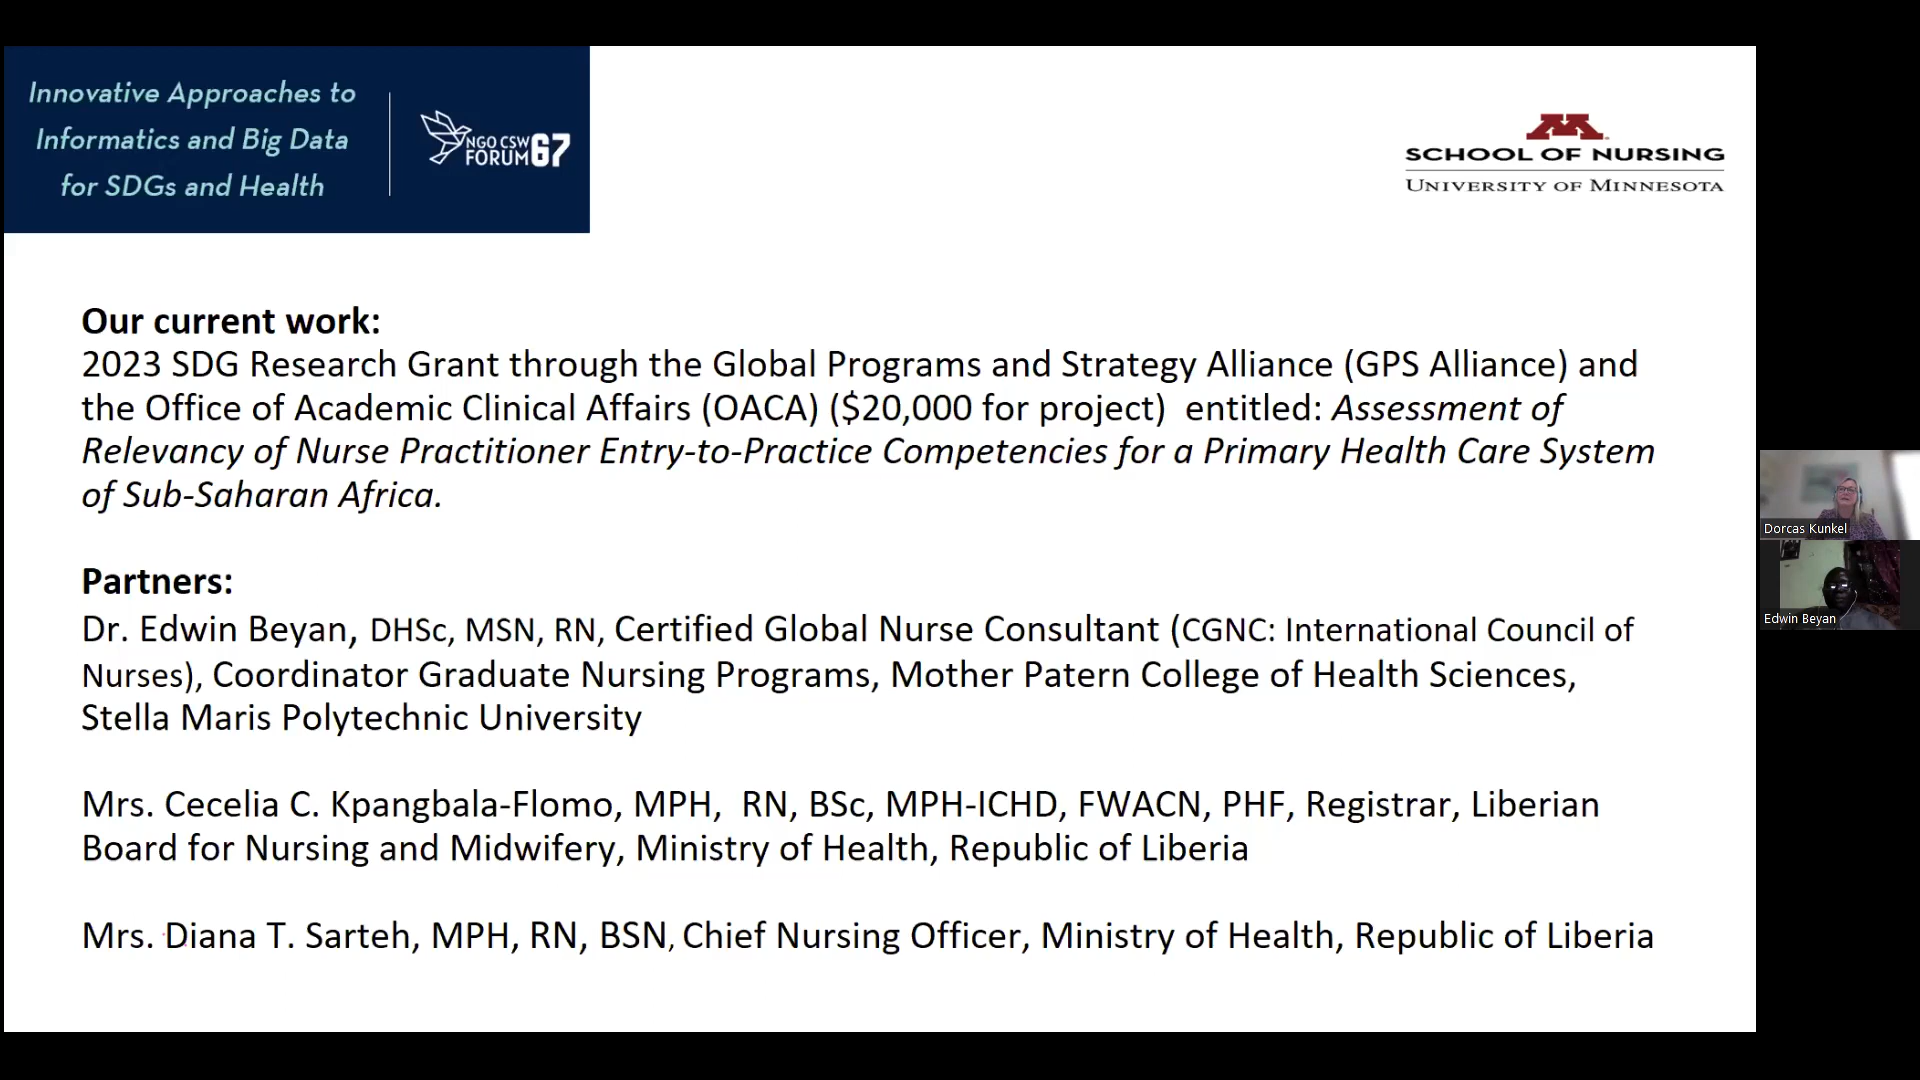 Innovative Approaches to
Informatics and Big Data
for SDGs and Health
NGO CSW
FORUM 67
M
SCHOOL OF NURSING
UNIVERSITY OF MINNESOTA
Our current work:
2023 SDG Research Grant through the Global Programs and Strategy Alliance (GPS Alliance) and
the Office of Academic Clinical Affairs (OACA) ($20,000 for project)  entitled: Assessment of
Relevancy of Nurse Practitioner Entry-to-Practice Competencies for a Primary Health Care System
of Sub-Saharan Africa.
Partners:
Dr. Edwin Beyan, DHSc, MSN, RN, Certified Global Nurse Consultant (CGNC: International Council of
Nurses), Coordinator Graduate Nursing Programs, Mother Patern College of Health Sciences,
Stella Maris Polytechnic University
Mrs. Cecelia C. Kpangbala-Flomo, MPH,  RN, BSc, MPH-ICHD, FWACN, PHF, Registrar, Liberian
Board for Nursing and Midwifery, Ministry of Health, Republic of Liberia
Mrs. Diana T. Sarteh, MPH, RN, BSN, Chief Nursing Officer, Ministry of Health, Republic of Liberia
Dorcas Kunkel
Edwin Beyan